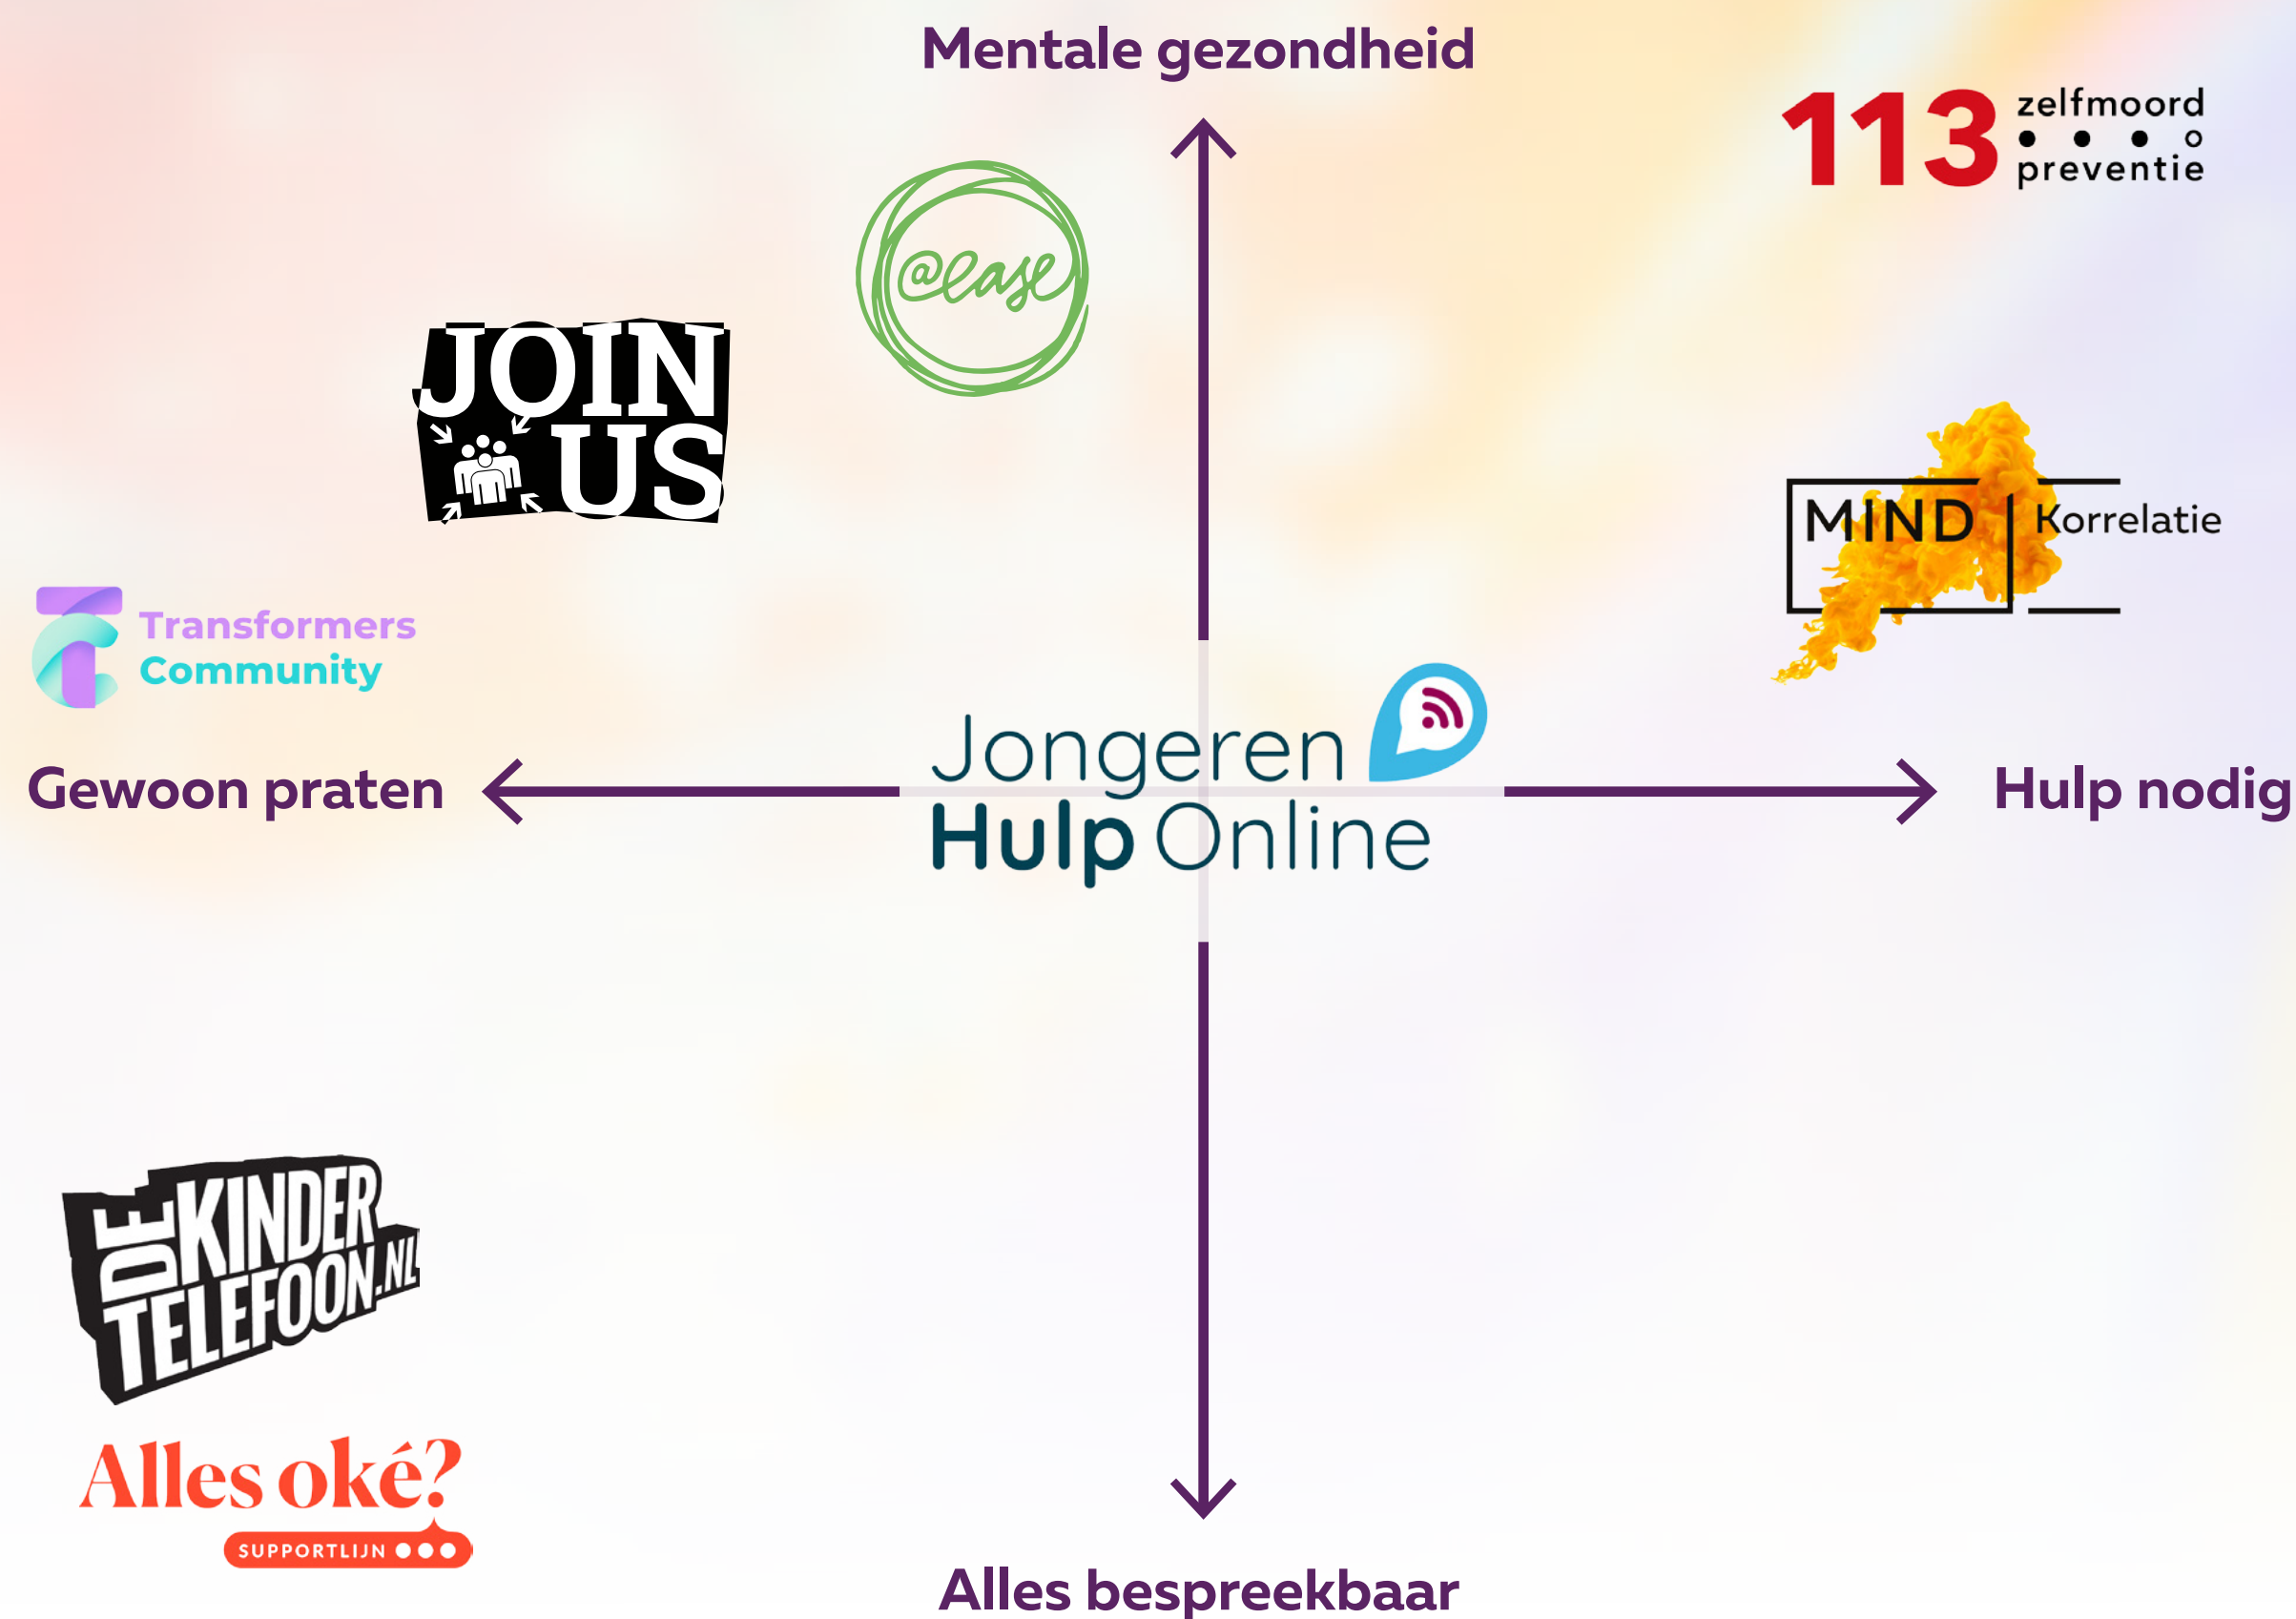 Mentale gezondheid
113 zelfmoord
preventie
@ease
JOIN
US
MIND Korrelatie
Transformers
Community
Jongeren
Hulp Online
Gewoon praten
Hulp nodig
DE KINDER
TELEFOON.NL
Alles oké?
SUPPORTLIJN
Alles bespreekbaar